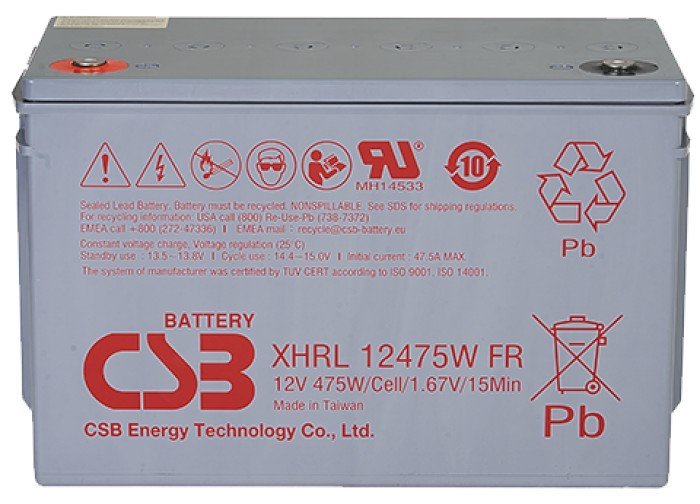 MH14533
10
Sealed Lead Battery, Battery must be recycled. NONSPILLABLE. See SDS for shipping regulations.
For recycling information: USA call (800) Re-Use-Pb (738-7372)
EMEA call +-800 (272-47336) | EMEA mail : recycle@csb-battery.eu
Constant voltage charge, Voltage regulation (25°C)
Standby use : 13.5~13.8V | Cycle use : 14.4~15.0V | Initial current : 47.5A MAX.
The system of manufacturer was certified by TUV CERT according to ISO 9001, ISO 14001.
Pb
BATTERY
CSB
XHRL 12475W FR
12V 475W/Cell/1.67V/15Min
Made in Taiwan
CSB Energy Technology Co., Ltd.
Pb